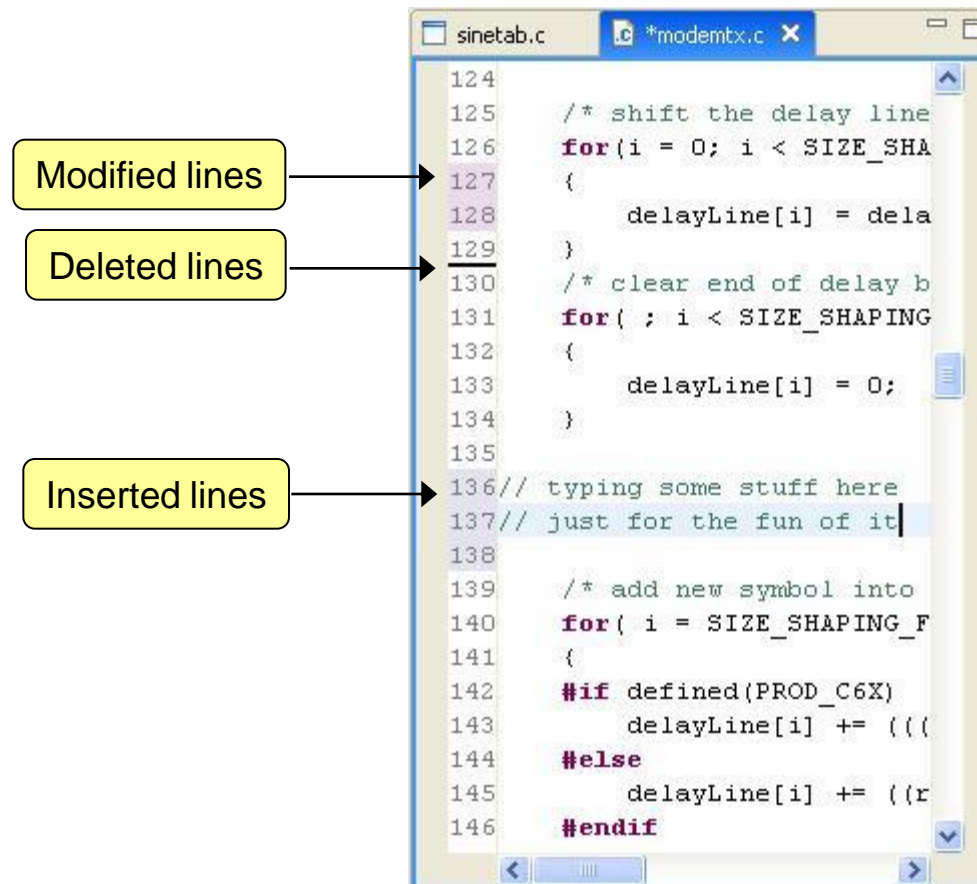 sinetab.c *modemtx.c
124
125 /* shift the delay line
126 for(i = 0; i < SIZE_SHA
Modified lines
127 {
128 delayLine[i] = dela
129 }
Deleted lines
130 /* clear end of delay b
131 for( ; i < SIZE_SHAPING
132 {
133 delayLine[i] = 0;
134 }
135
Inserted lines
136// typing some stuff here
137// just for the fun of it
138
139 /* add new symbol into
140 for( i = SIZE_SHAPING_F
141 {
142 #if defined(PROD_C6X)
143 delayLine[i] += (((
144 #else
145 delayLine[i] += ((r
146 #endif